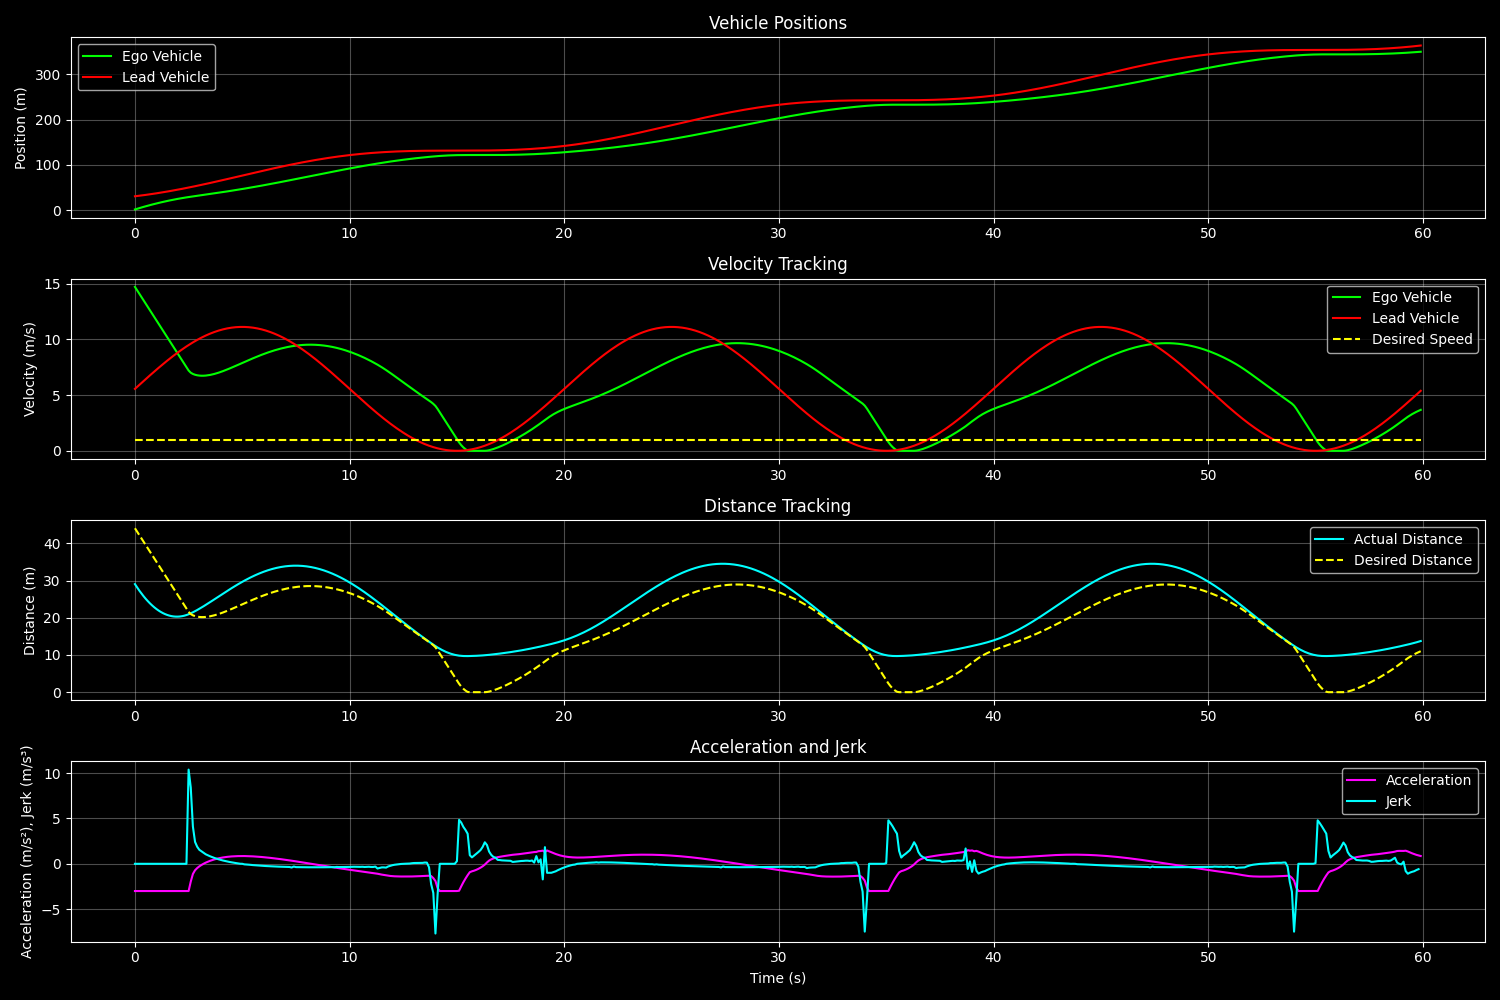 Vehicle Positions
Ego Vehicle
Lead Vehicle
Position (m)
300
200
100
0
0 10 20 30 40 50 60
Velocity Tracking
Ego Vehicle
Lead Vehicle
Desired Speed
Velocity (m/s)
15
10
5
0
0 10 20 30 40 50 60
Distance Tracking
Actual Distance
Desired Distance
Distance (m)
40
30
20
10
0
0 10 20 30 40 50 60
Acceleration and Jerk
Acceleration
Jerk
Acceleration (m/s²), Jerk (m/s³)
10
5
0
−5
0 10 20 30 40 50 60
Time (s)